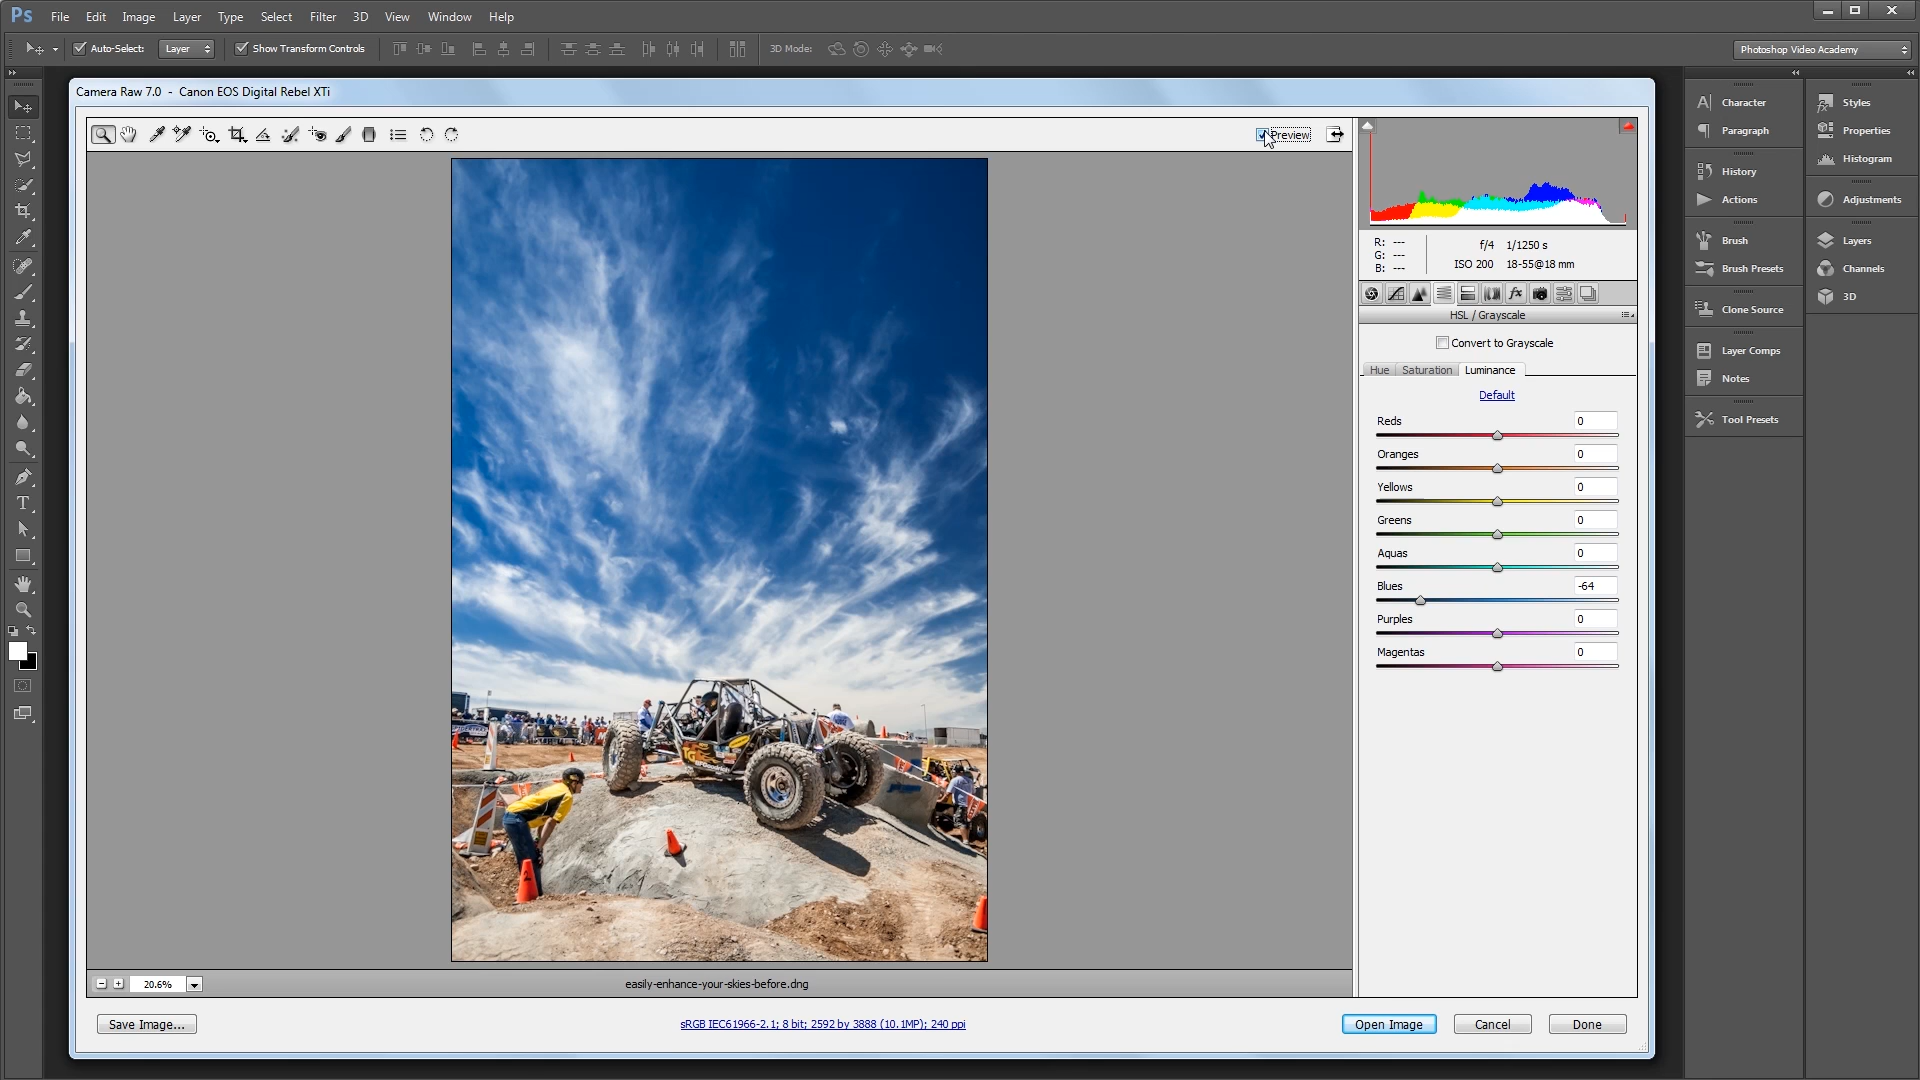 Ps File Edit Image Layer Type Select Filter 3D View Window Help
Auto-Select: Layer Show Transform Controls 3D Mode: Photoshop Video Academy
Camera Raw 7.0 - Canon EOS Digital Rebel XTi
Preview
R: ---
G: ---
B: ---
f/4 1/1250 s
ISO 200 18-55@18 mm
fx
HSL / Grayscale
Convert to Grayscale
Hue Saturation Luminance
Default
Reds 0
Oranges 0
Yellows 0
Greens 0
Aquas 0
Blues -64
Purples 0
Magentas 0
20.6%
easily-enhance-your-skies-before.dng
Save Image...
sRGB IEC61966-2.1; 8 bit; 2592 by 3888 (10.1MP); 240 ppi
Open Image Cancel Done
Character
Paragraph
History
Actions
Brush
Brush Presets
Clone Source
Layer Comps
Notes
Tool Presets
Styles
Properties
Histogram
Adjustments
Layers
Channels
3D